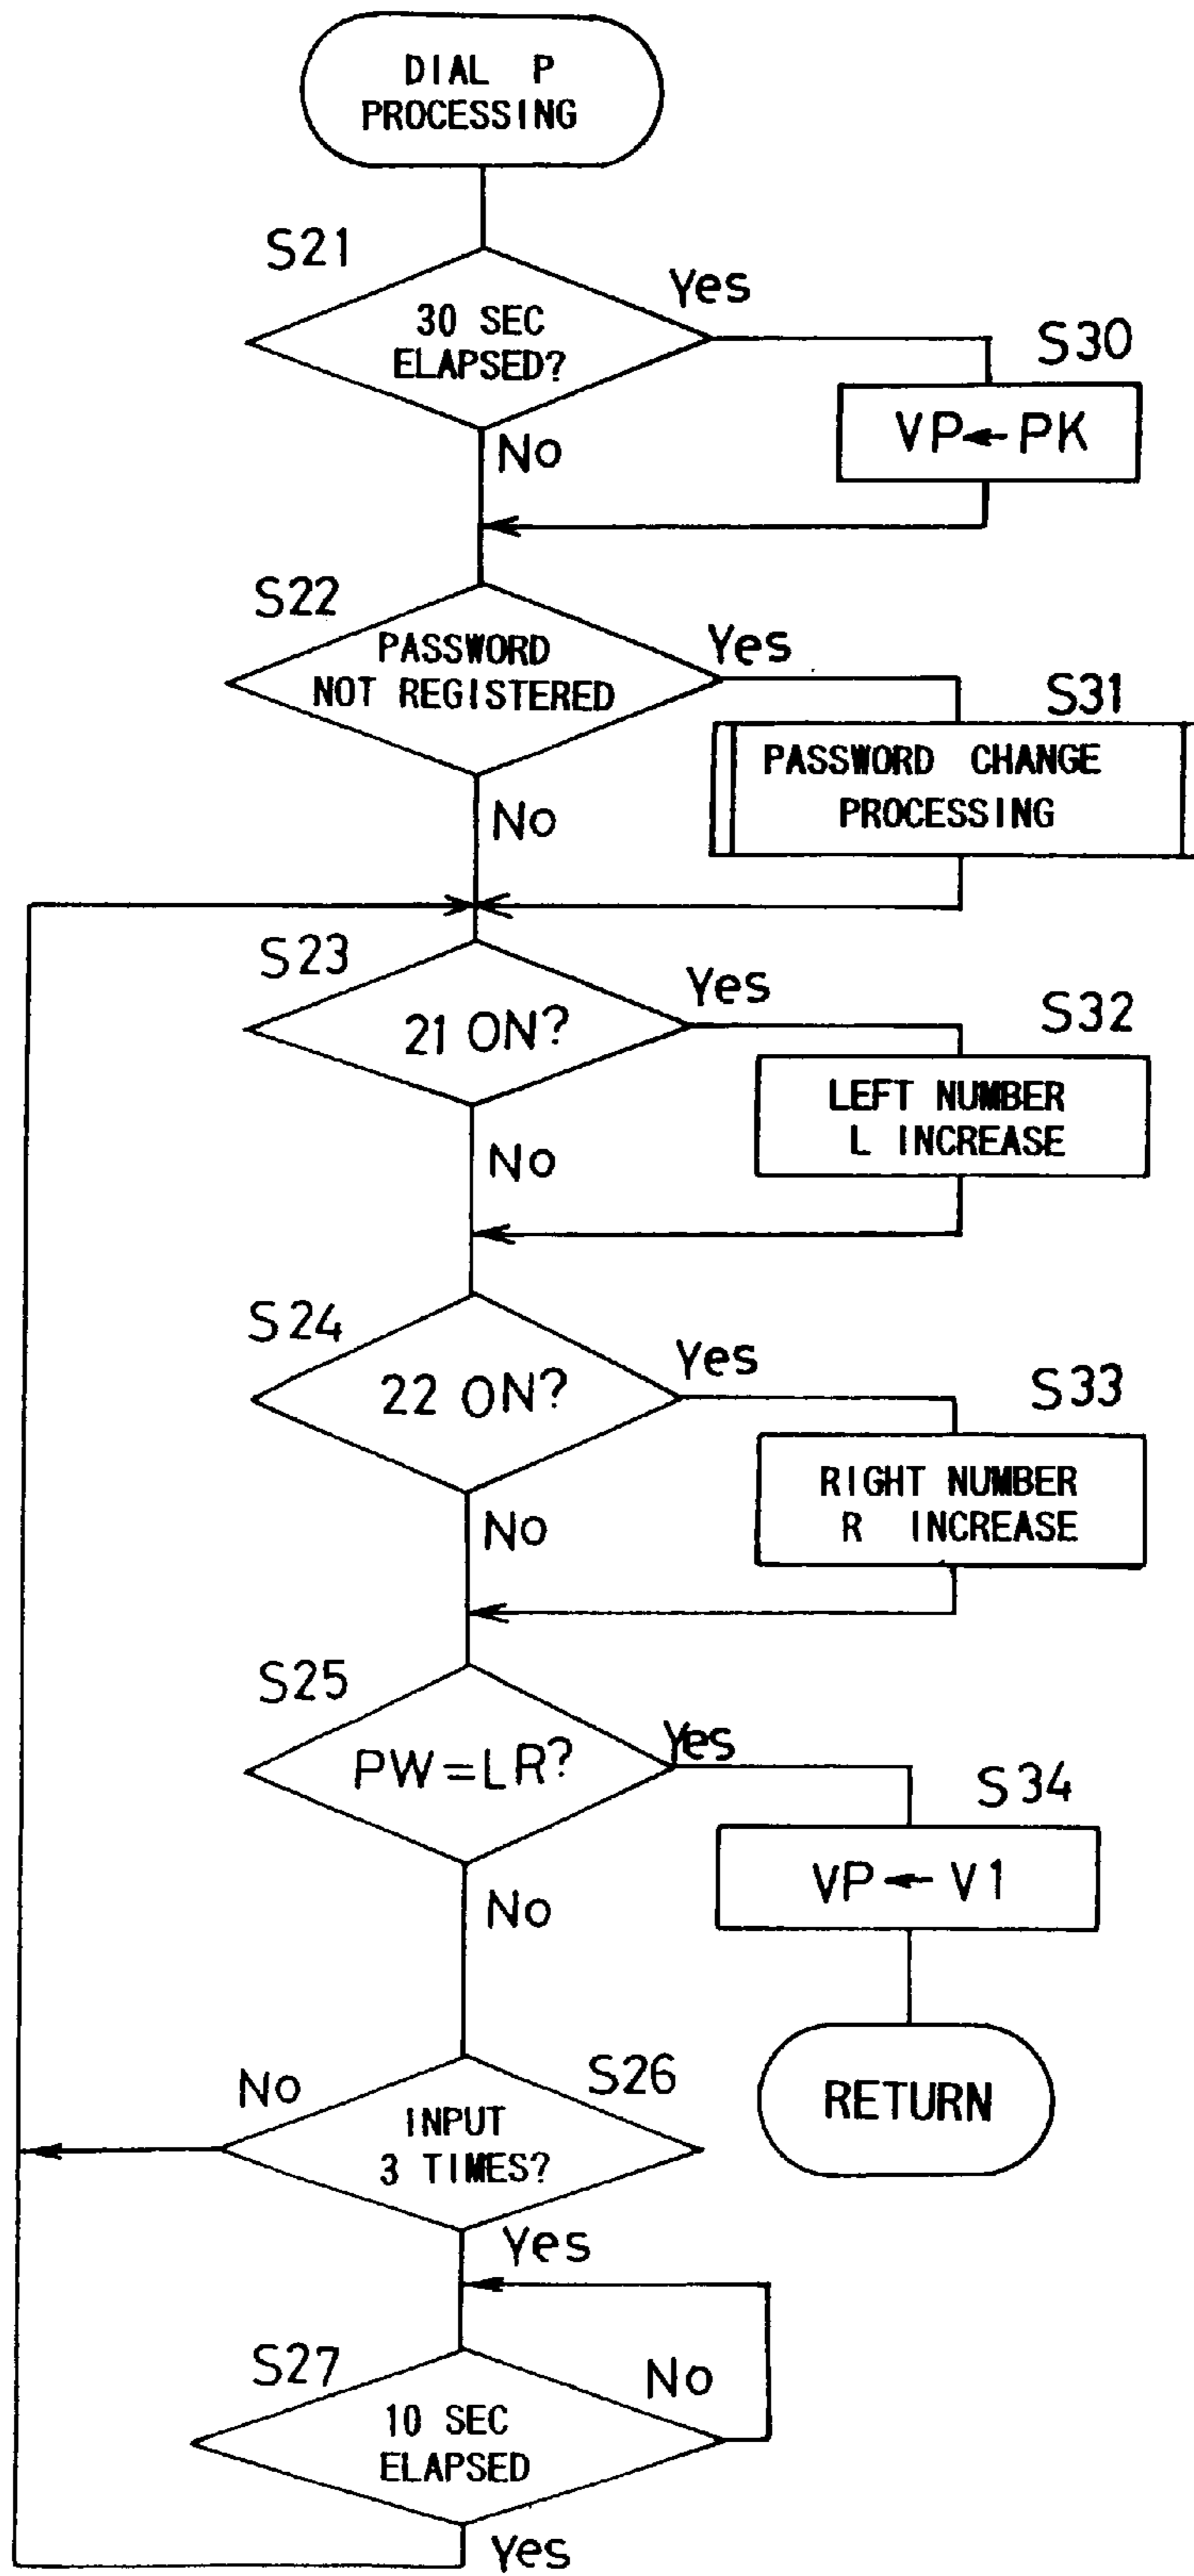 DIAL P
PROCESSING
S21
Yes
30 SEC
ELAPSED?
S30
VP←PK
No
S22
PASSWORD
NOT REGISTERED
Yes
S31
PASSWORD CHANGE
PROCESSING
No
S23
Yes
21 ON?
S32
LEFT NUMBER
L INCREASE
No
S24
Yes
22 ON?
S33
RIGHT NUMBER
R INCREASE
No
S25
Yes
PW=LR?
S34
VP←V1
No
S26
No
INPUT
3 TIMES?
RETURN
Yes
S27
No
10 SEC
ELAPSED
Yes